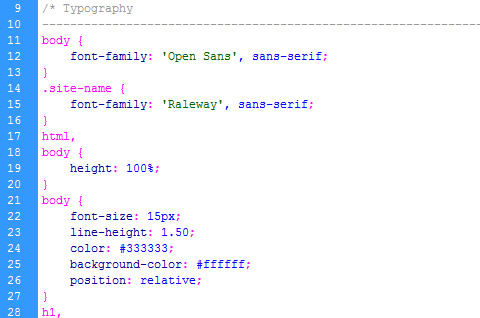 9 /* Typography
10 ---------------------------------------------------------------
11 body {
12     font-family: 'Open Sans', sans-serif;
13 }
14 .site-name {
15     font-family: 'Raleway', sans-serif;
16 }
17 html,
18 body {
19     height: 100%;
20 }
21 body {
22     font-size: 15px;
23     line-height: 1.50;
24     color: #333333;
25     background-color: #ffffff;
26     position: relative;
27 }
28 h1,